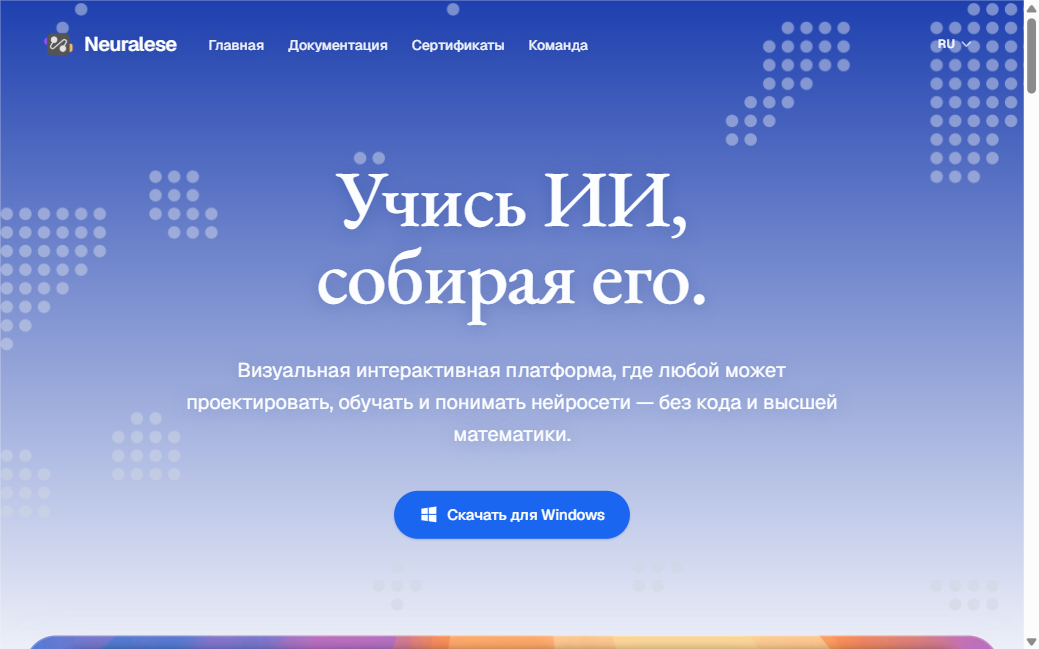 Neuralese
Главная
Документация
Сертификаты
Команда
RU
Учись ИИ,
собирая его.
Визуальная интерактивная платформа, где любой может
проектировать, обучать и понимать нейросети — без кода и высшей
математики.
Скачать для Windows